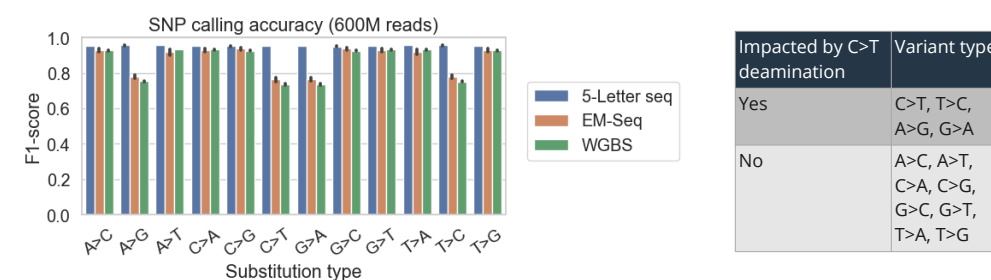 SNP calling accuracy (600M reads)
1.0
0.8
0.6
0.4
0.2
0.0
F1-score
A>C A>G A>T C>A C>G C>T G>A G>C G>T T>A T>C T>G
Substitution type
5-Letter seq
EM-Seq
WGBS
Impacted by C>T Variant type
deamination
Yes C>T, T>C,
A>G, G>A
No A>C, A>T,
C>A, C>G,
G>C, G>T,
T>A, T>G